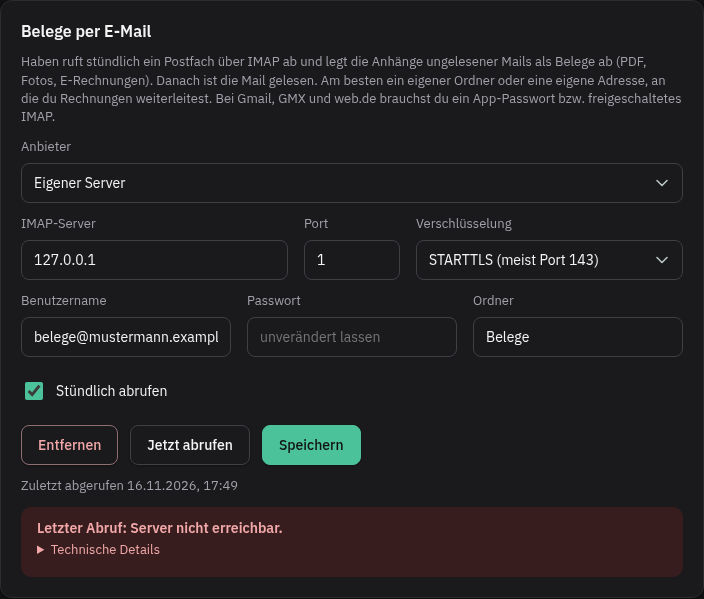 Belege per E-Mail
Haben ruft stündlich ein Postfach über IMAP ab und legt die Anhänge ungelesener Mails als Belege ab (PDF,
Fotos, E-Rechnungen). Danach ist die Mail gelesen. Am besten ein eigener Ordner oder eine eigene Adresse, an
die du Rechnungen weiterleitest. Bei Gmail, GMX und web.de brauchst du ein App-Passwort bzw. freigeschaltetes
IMAP.
Anbieter
Eigener Server
IMAP-Server Port Verschlüsselung
127.0.0.1 1 STARTTLS (meist Port 143)
Benutzername Passwort Ordner
belege@mustermann.exampl unverändert lassen Belege
Stündlich abrufen
Entfernen Jetzt abrufen Speichern
Zuletzt abgerufen 16.11.2026, 17:49
Letzter Abruf: Server nicht erreichbar.
Technische Details